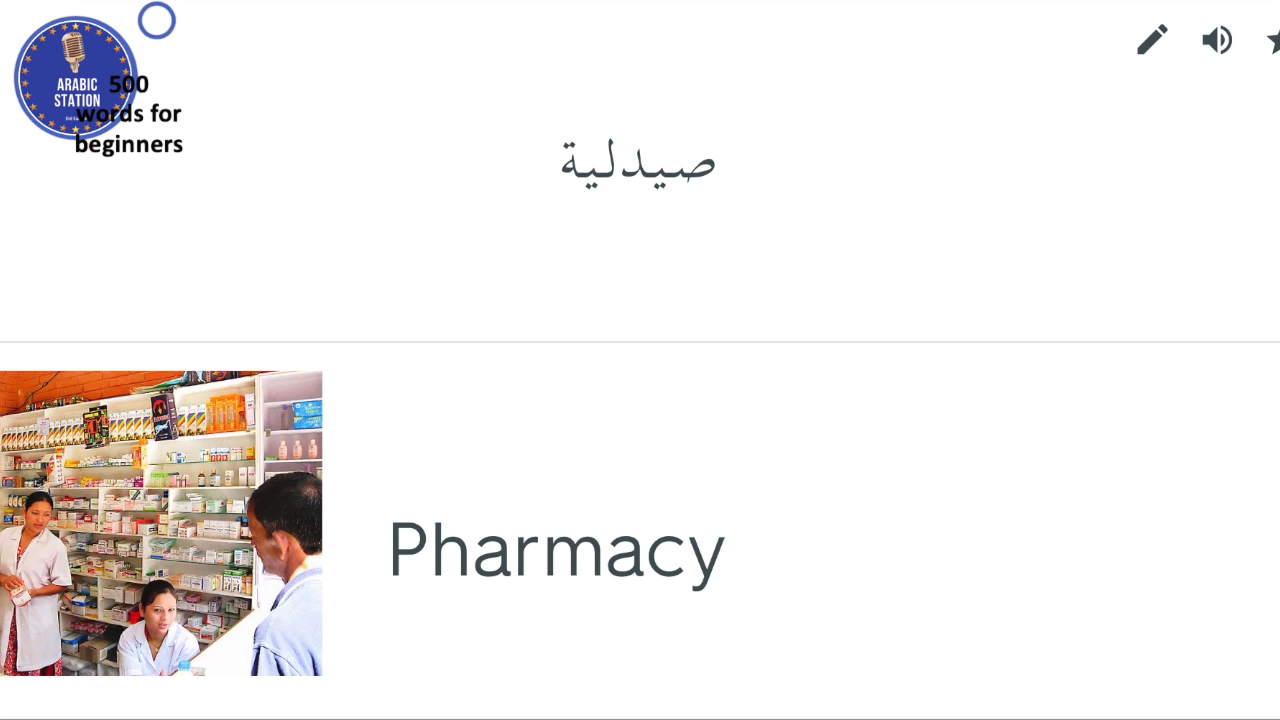 ARABIC
STATION
500
words for
beginners
صيدلية
Pharmacy